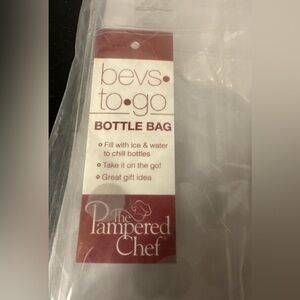 bevs•
to•go
BOTTLE BAG
• Fill with ice & water
to chill bottles
• Take it on the go!
• Great gift idea
The
Pampered
Chef®